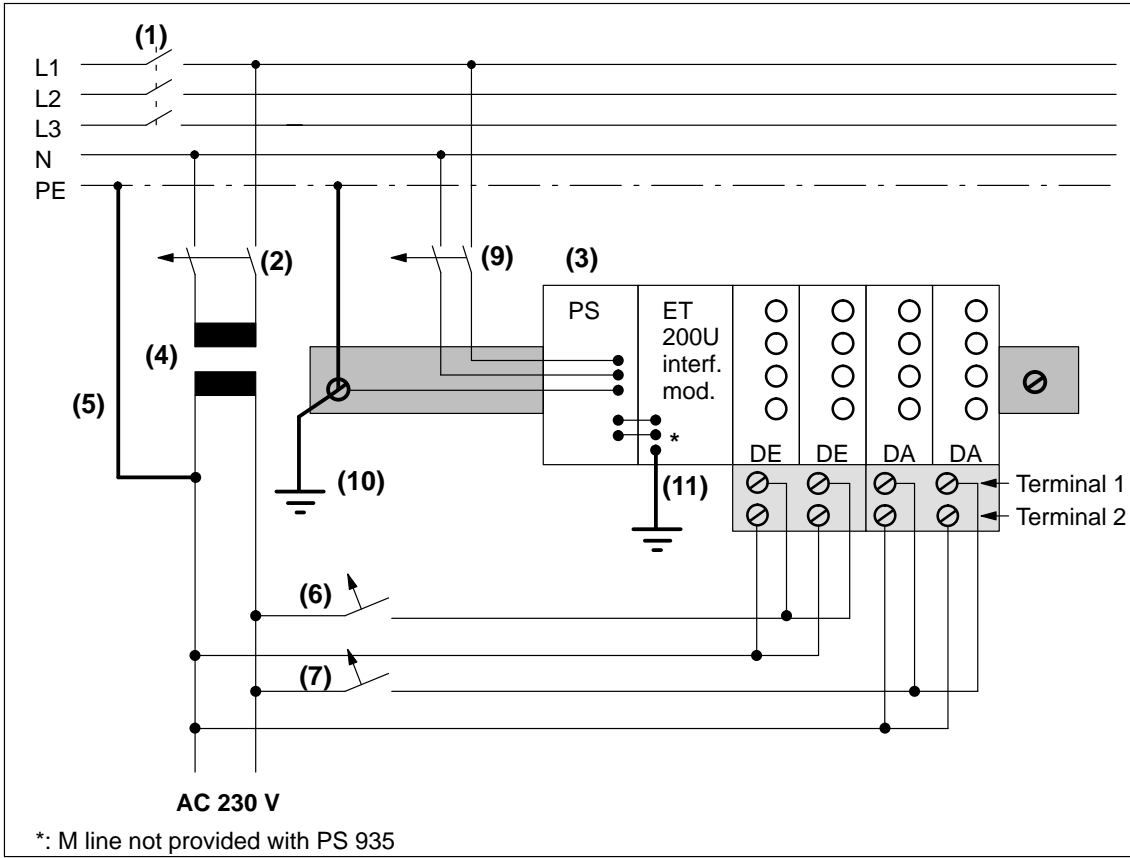 (1)
L1
L2
L3
N
PE
(2)
(9)
(3)
PS
ET
200U
interf.
mod.
(4)
(5)
*
DE DE DA DA
(10)
(11)
Terminal 1
Terminal 2
(6)
(7)
AC 230 V
*: M line not provided with PS 935